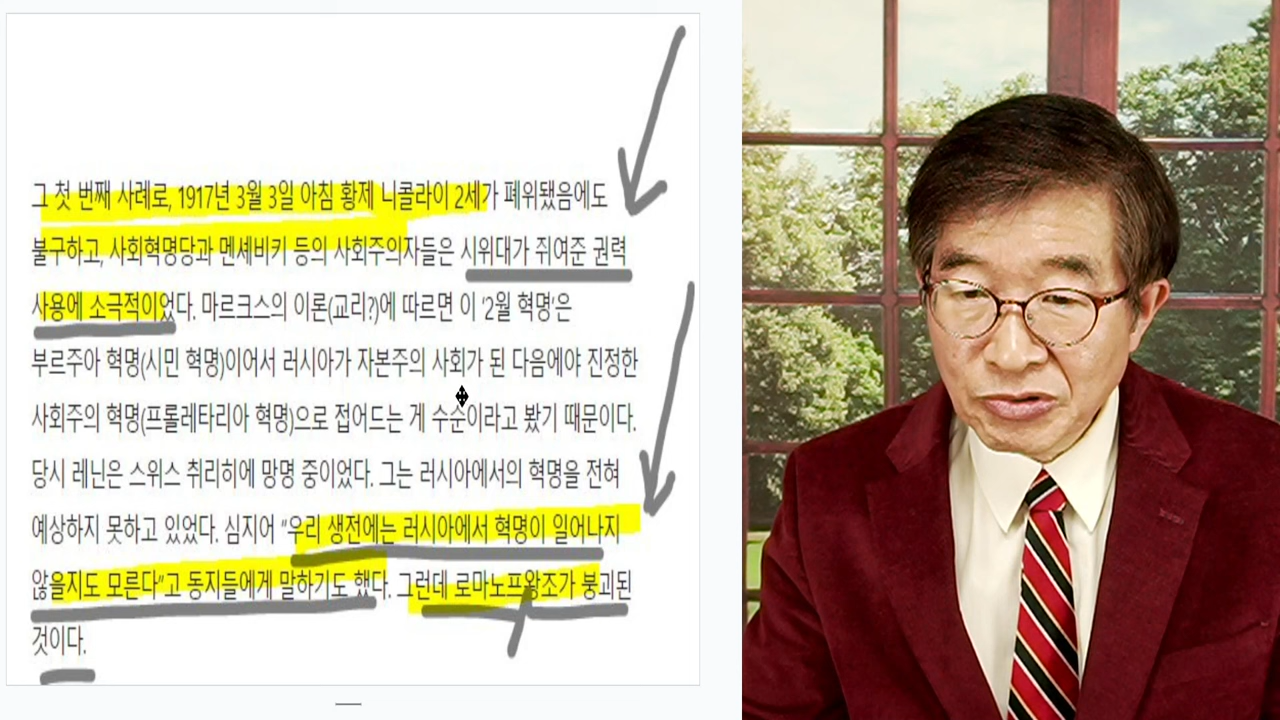 그 첫 번째 사례로, 1917년 3월 3일 아침 황제 니콜라이 2세가 폐위됐음에도
불구하고, 사회혁명당과 멘셰비키 등의 사회주의자들은 시위대가 쥐여준 권력
사용에 소극적이었다. 마르크스의 이론(교리?)에 따르면 이 '2월 혁명'은
부르주아 혁명(시민 혁명)이어서 러시아가 자본주의 사회가 된 다음에야 진정한
사회주의 혁명(프롤레타리아 혁명)으로 접어드는 게 수순이라고 봤기 때문이다.
당시 레닌은 스위스 취리히에 망명 중이었다. 그는 러시아에서의 혁명을 전혀
예상하지 못하고 있었다. 심지어 “우리 생전에는 러시아에서 혁명이 일어나지
않을지도 모른다”고 동지들에게 말하기도 했다. 그런데 로마노프왕조가 붕괴된
것이다.